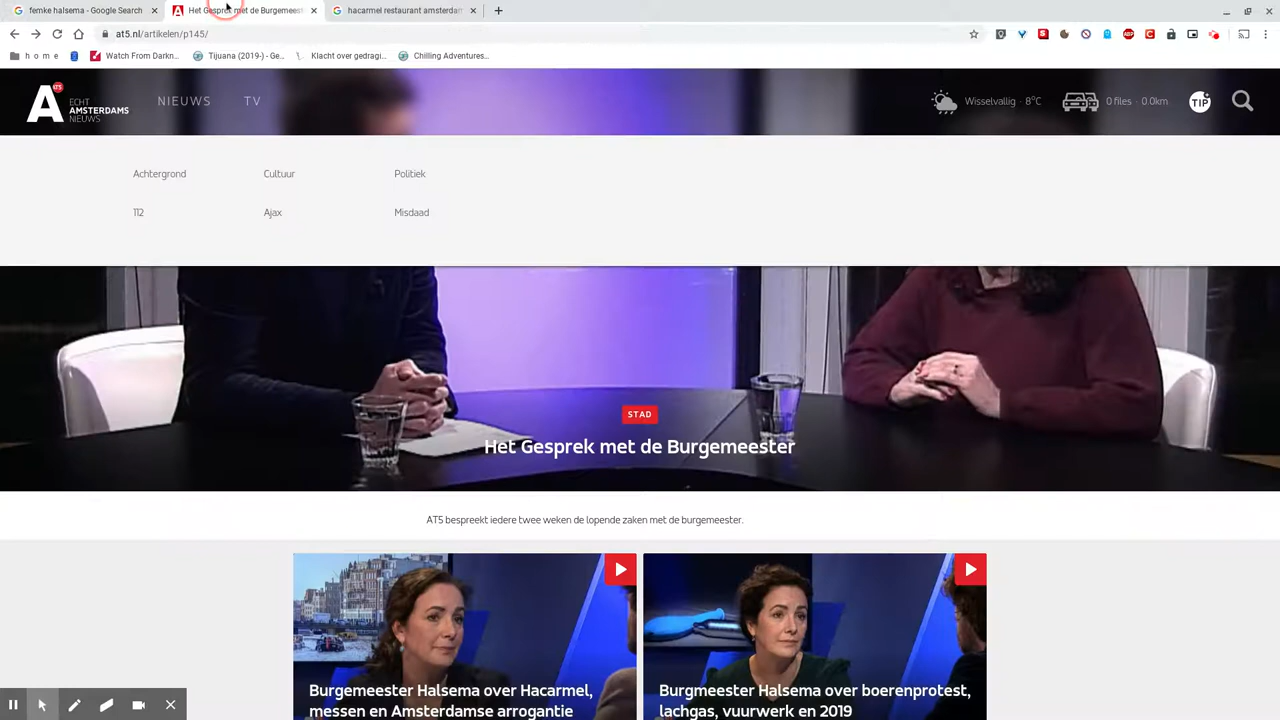 femke halsema - Google Search
Het Gesprek met de Burgemeest
hacarmel restaurant amsterdam
at5.nl/artikelen/p145/
h o m e
Watch From Darkn...
Tijuana (2019-) - Ge...
Klacht over gedragi...
Chilling Adventures...
A AT5
ECHT
AMSTERDAMS
NIEUWS
NIEUWS
TV
Wisselvallig · 8°C
0 files · 0.0km
TIP
Achtergrond
Cultuur
Politiek
112
Ajax
Misdaad
STAD
Het Gesprek met de Burgemeester
AT5 bespreekt iedere twee weken de lopende zaken met de burgemeester.
Burgemeester Halsema over Hacarmel,
messen en Amsterdamse arrogantie
Burgmeester Halsema over boerenprotest,
lachgas, vuurwerk en 2019